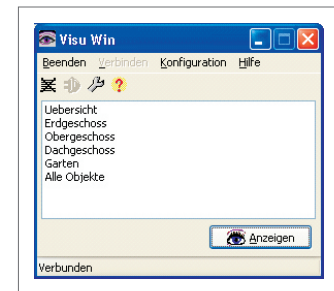 Visu Win
Beenden Verbinden Konfiguration Hilfe
Uebersicht
Erdgeschoss
Obergeschoss
Dachgeschoss
Garten
Alle Objekte
Anzeigen
Verbunden